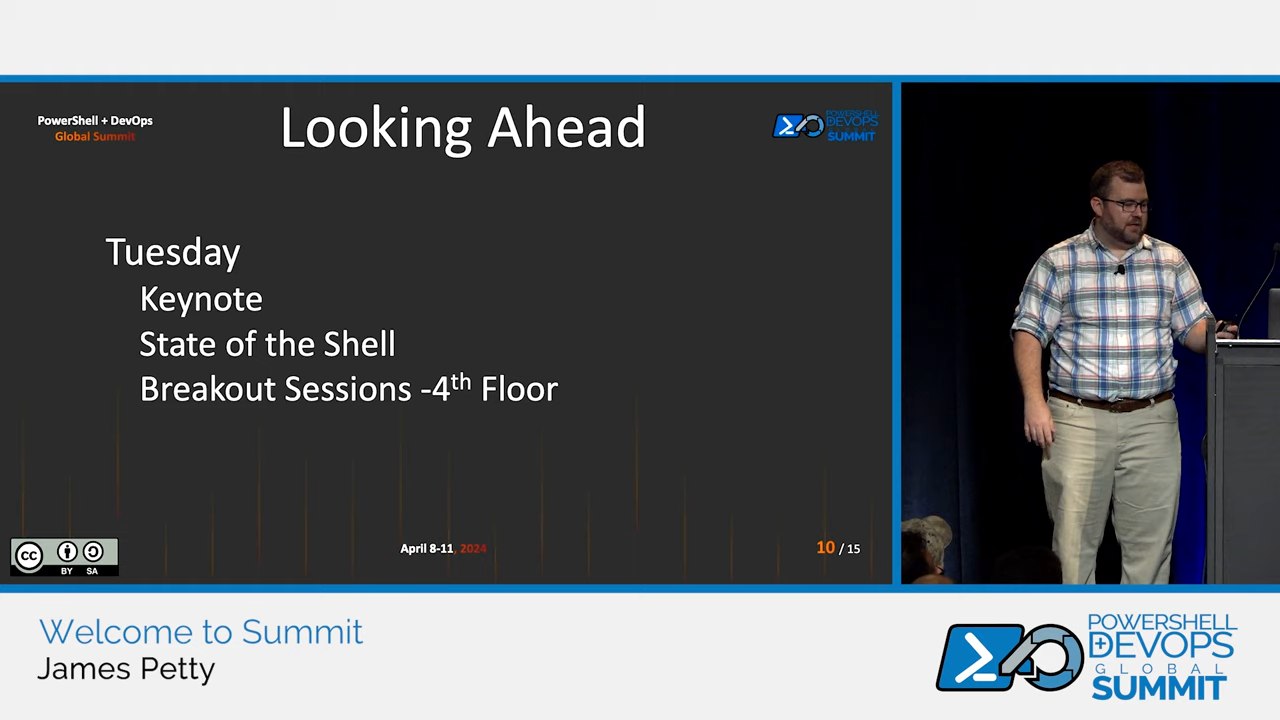 PowerShell + DevOps
Global Summit
Looking Ahead
POWERSHELL
DEVOPS
SUMMIT
Tuesday
Keynote
State of the Shell
Breakout Sessions -4th Floor
CC
BY SA
April 8-11, 2024
10 / 15
Welcome to Summit
James Petty
POWERSHELL
+DEVOPS
GLOBAL
SUMMIT